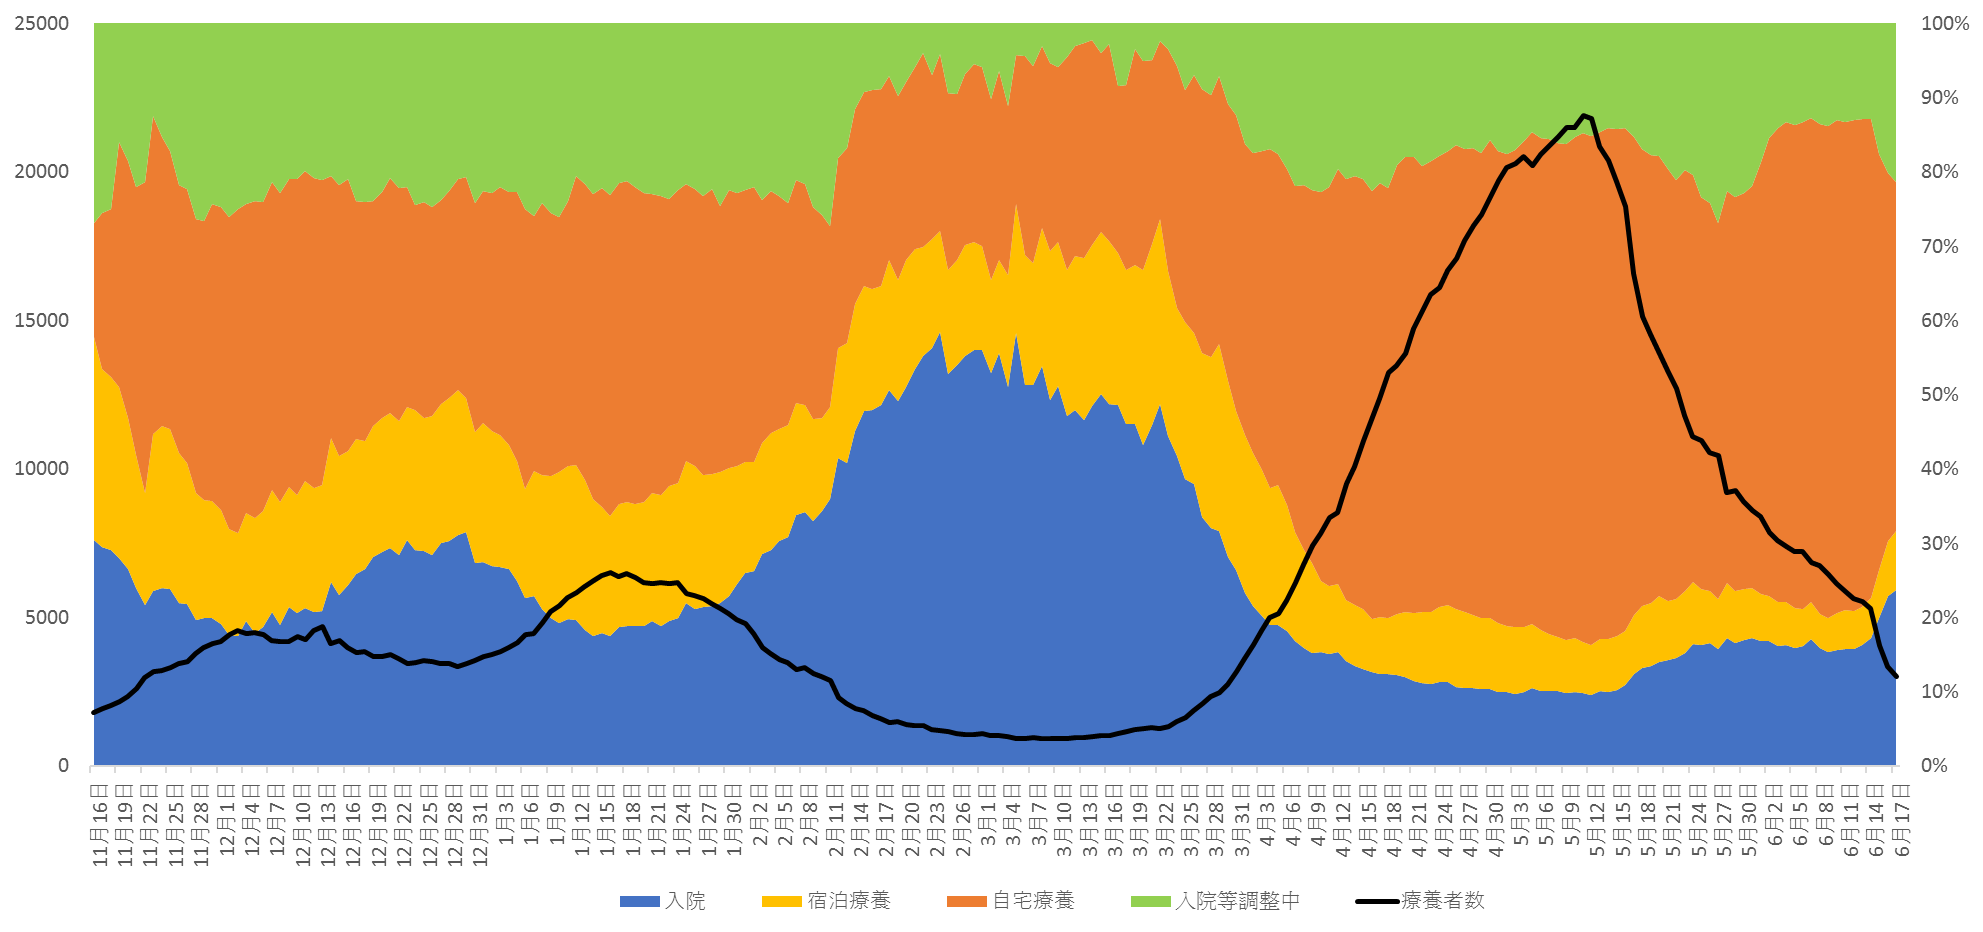 25000
20000
15000
10000
5000
0
100%
90%
80%
70%
60%
50%
40%
30%
20%
10%
0%
11月16日
11月19日
11月22日
11月25日
11月28日
12月1日
12月4日
12月7日
12月10日
12月13日
12月16日
12月19日
12月22日
12月25日
12月28日
12月31日
1月3日
1月6日
1月9日
1月12日
1月15日
1月18日
1月21日
1月24日
1月27日
1月30日
2月2日
2月5日
2月8日
2月11日
2月14日
2月17日
2月20日
2月23日
2月26日
3月1日
3月4日
3月7日
3月10日
3月13日
3月16日
3月19日
3月22日
3月25日
3月28日
3月31日
4月3日
4月6日
4月9日
4月12日
4月15日
4月18日
4月21日
4月24日
4月27日
4月30日
5月3日
5月6日
5月9日
5月12日
5月15日
5月18日
5月21日
5月24日
5月27日
5月30日
6月2日
6月5日
6月8日
6月11日
6月14日
6月17日
入院 宿泊療養 自宅療養 入院等調整中 療養者数